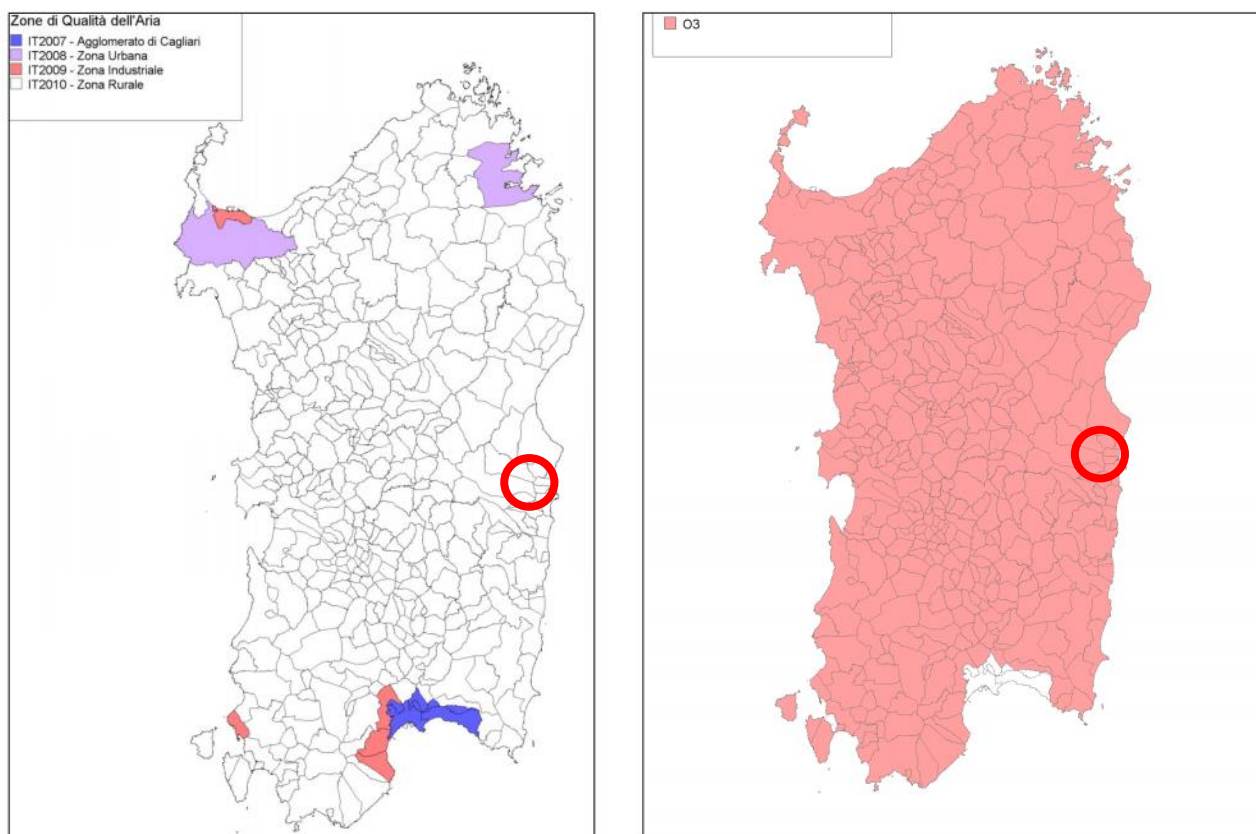 Zone di Qualità dell'Aria
IT2007 - Agglomerato di Cagliari
IT2008 - Zona Urbana
IT2009 - Zona Industriale
IT2010 - Zona Rurale
O3